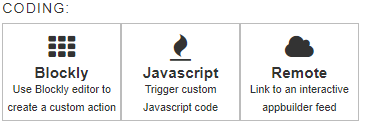 CODING:
Blockly
Use Blockly editor to
create a custom action
Javascript
Trigger custom
Javascript code
Remote
Link to an interactive
appbuilder feed